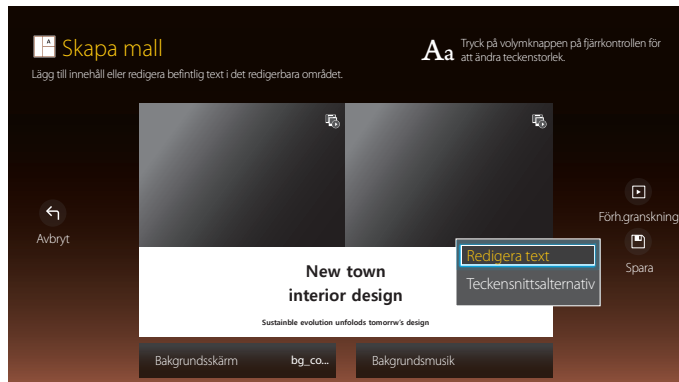 Skapa mall
Lägg till innehåll eller redigera befintlig text i det redigerbara området.
Aa
Tryck på volymknappen på fjärrkontrollen för
att ändra teckenstorlek.
Avbryt
New town
interior design
Sustainble evolution unfolods tomorrw's design
Redigera text
Teckensnittsalternativ
Förh.granskning
Spara
Bakgrundsskärm
bg_co...
Bakgrundsmusik